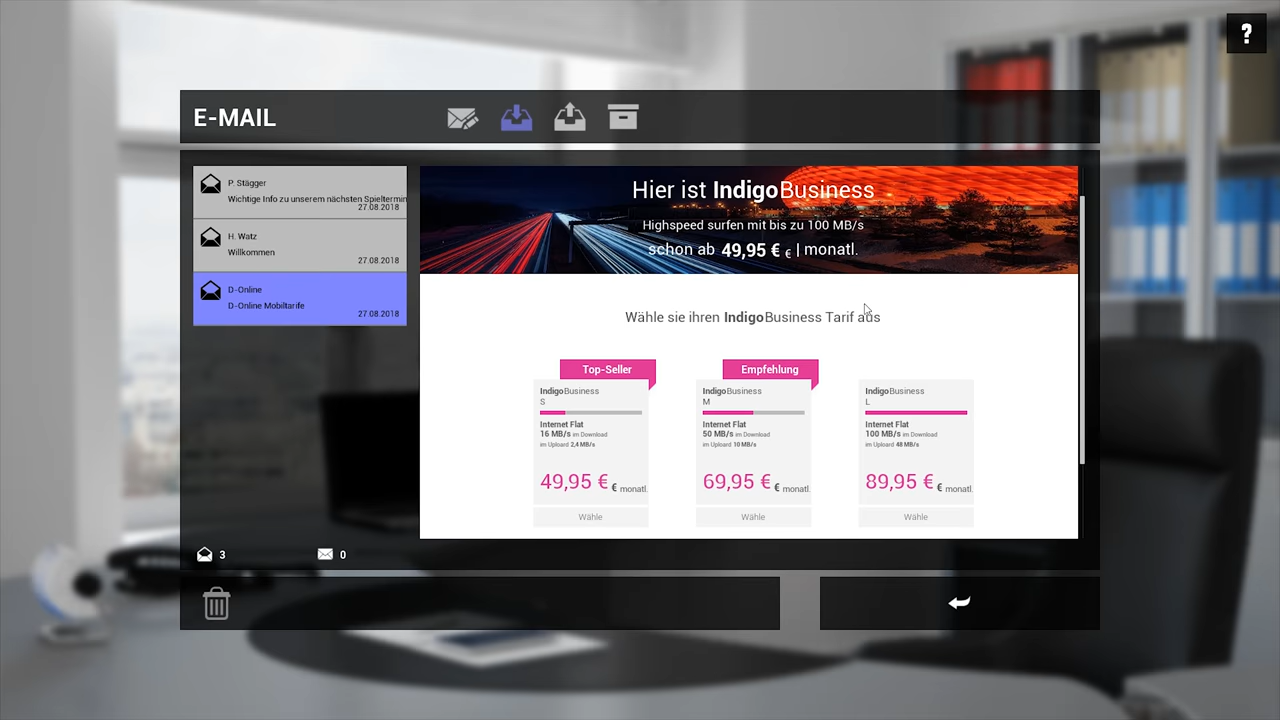 ?
E-MAIL
P. Stägger
Wichtige Info zu unserem nächsten Spieltermin
27.08.2018
H. Watz
Willkommen
27.08.2018
D-Online
D-Online Mobiltarife
27.08.2018
3
0
Hier ist IndigoBusiness
Highspeed surfen mit bis zu 100 MB/s
schon ab 49,95 € € | monatl.
Wähle sie ihren IndigoBusiness Tarif aus
Top-Seller
IndigoBusiness
S
Internet Flat
16 MB/s im Download
im Uploard 2,4 MB/s
49,95 € € monatl.
Wähle
Empfehlung
IndigoBusiness
M
Internet Flat
50 MB/s im Download
im Uploard 10 MB/s
69,95 € € monatl.
Wähle
IndigoBusiness
L
Internet Flat
100 MB/s im Download
im Uploard 48 MB/s
89,95 € € monatl.
Wähle